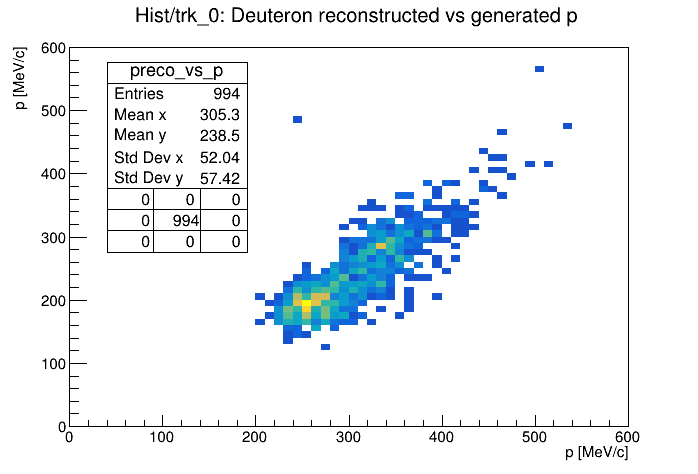 Hist/trk_0: Deuteron reconstructed vs generated p
p [MeV/c]
600
500
400
300
200
100
0
preco_vs_p
Entries 994
Mean x 305.3
Mean y 238.5
Std Dev x 52.04
Std Dev y 57.42
0 0 0
0 994 0
0 0 0
0 100 200 300 400 500 600
p [MeV/c]